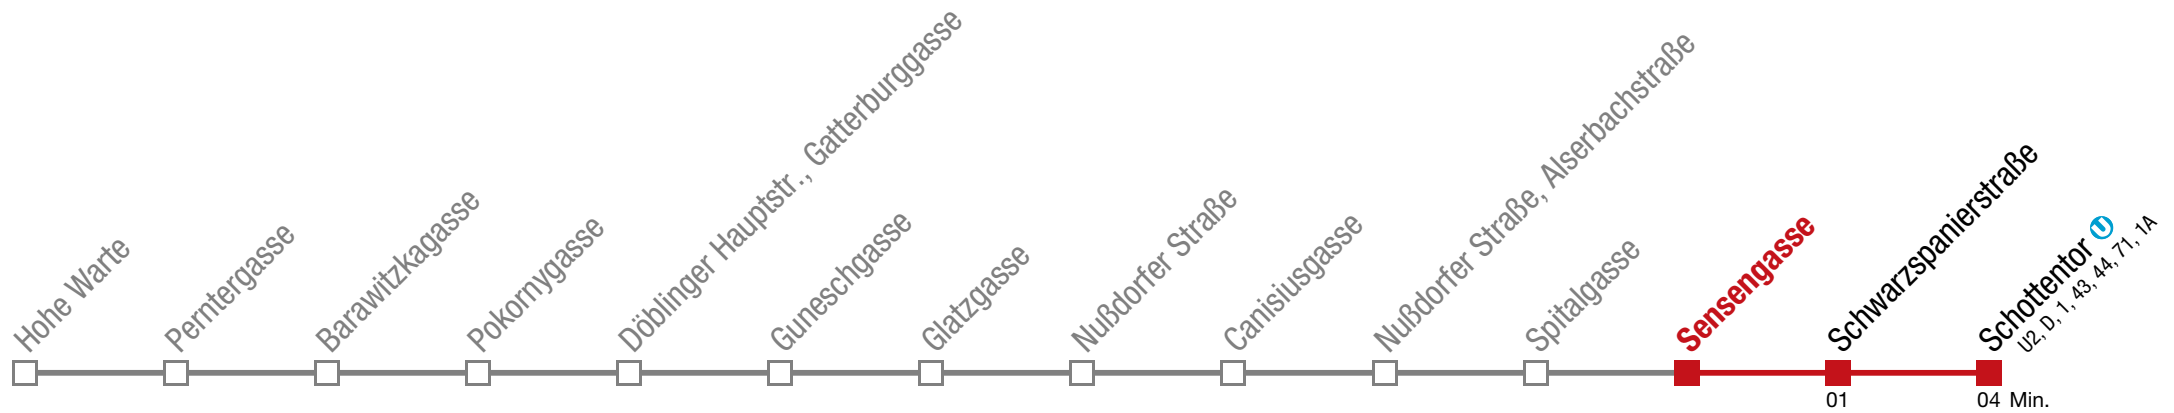 Hohe Warte
Perntergasse
Barawitzkagasse
Pokornygasse
Döblinger Hauptstr., Gatterburggasse
Guneschgasse
Glatzgasse
Nußdorfer Straße
Canisiusgasse
Nußdorfer Straße, Alserbachstraße
Spitalgasse
Sensengasse
Schwarzspanierstraße
Schottentor U
U2, D, 1, 43, 44, 71, 1A
01
04 Min.